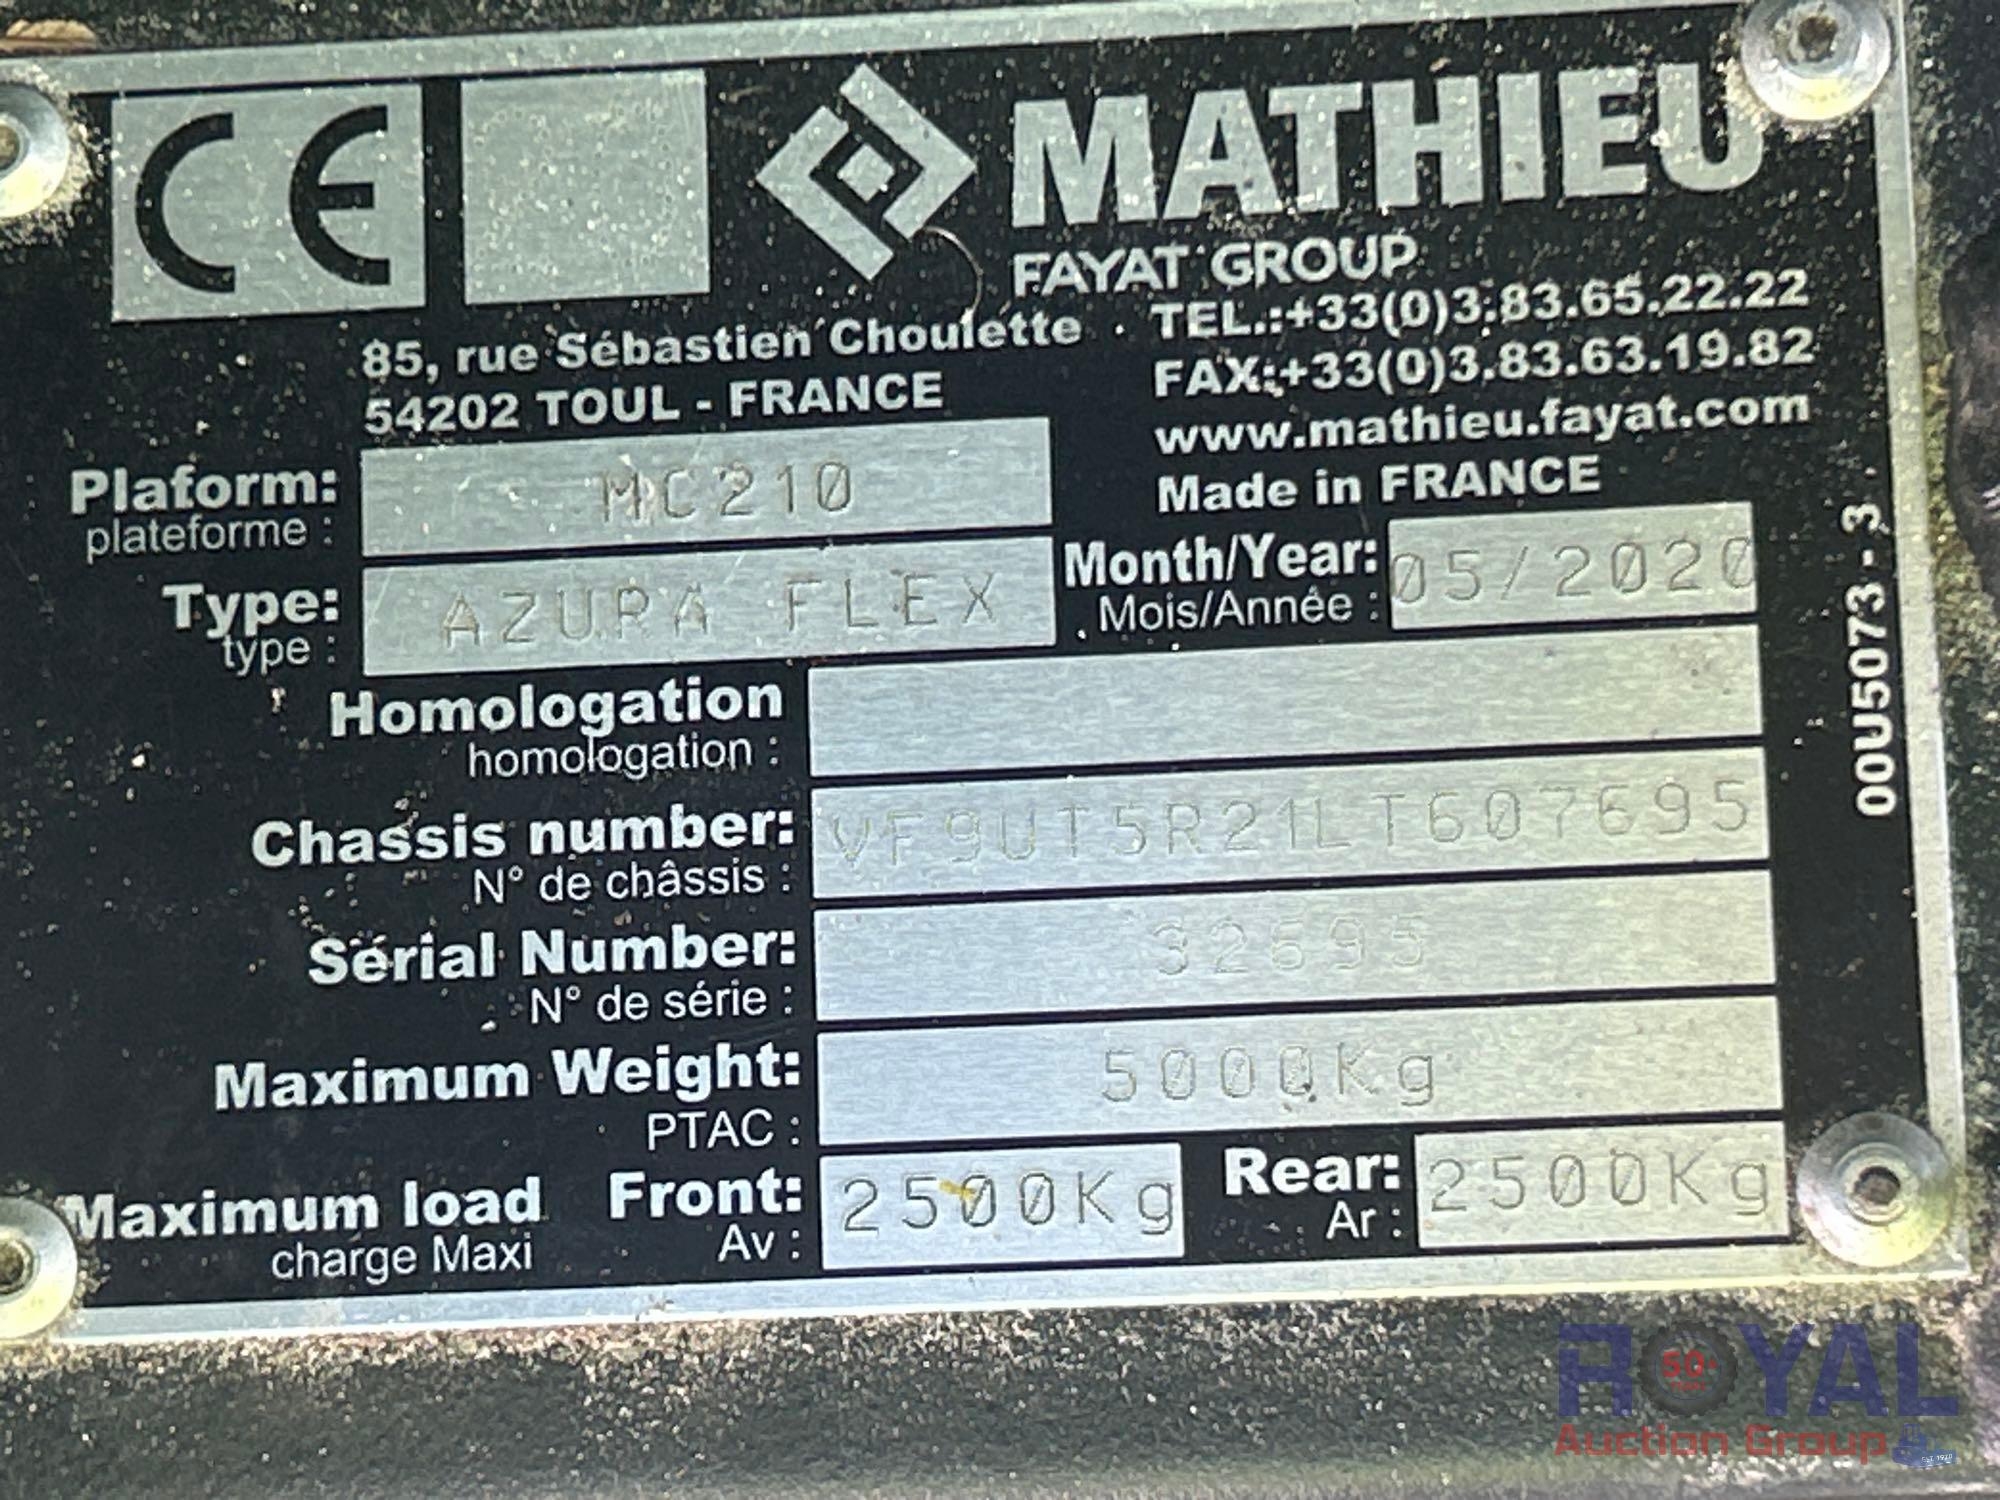 CE
MATHIEU
FAYAT GROUP
85, rue Sébastien Choulette
54202 TOUL - FRANCE
TEL.:+33(0)3.83.65.22.22
FAX:+33(0)3.83.63.19.82
www.mathieu.fayat.com
Made in FRANCE
Plaform: MC210
plateforme :
Type: AZURA FLEX
type :
Month/Year: 05/2020
Mois/Année :
Homologation
homologation :
Chassis number: VF9UT5R21LT607695
N° de châssis :
Serial Number: 32695
N° de série :
Maximum Weight: 5000Kg
PTAC :
Maximum load Front: 2500Kg Rear: 2500Kg
charge Maxi Av : Ar :
00U5073 - 3
ROYAL
50
Auction Group